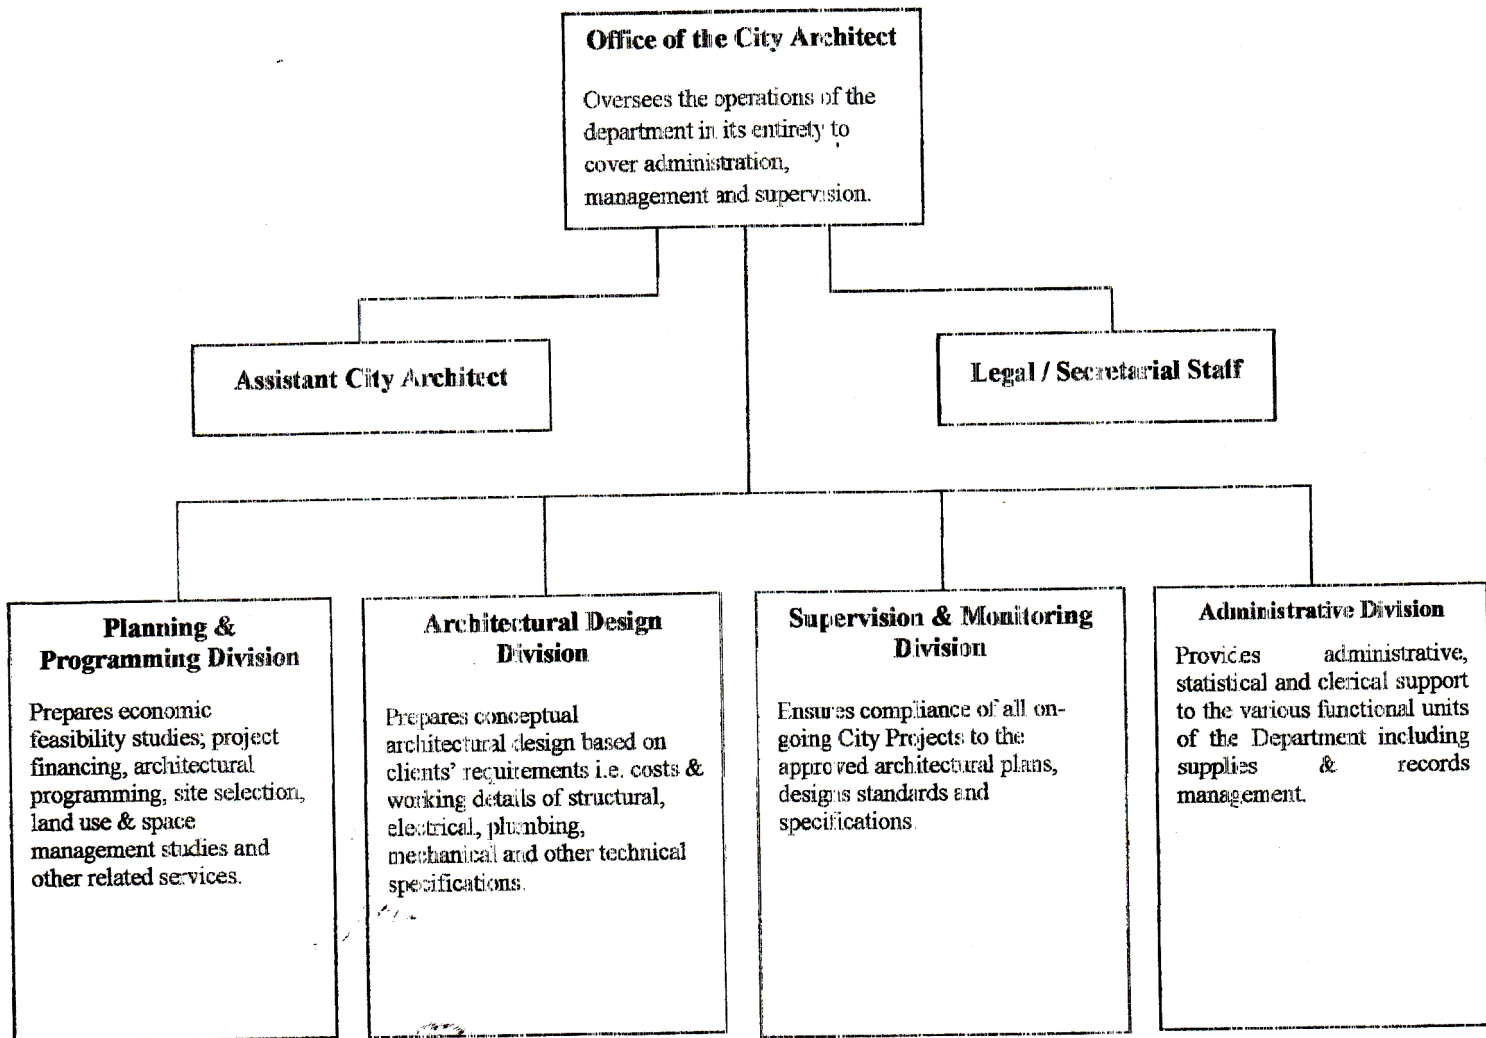 Office of the City Architect
Oversees the operations of the
department in its entirety to
cover administration,
management and supervision.
Assistant City Architect
Legal / Secretarial Staff
Planning &
Programming Division
Prepares economic
feasibility studies; project
financing, architectural
programming, site selection,
land use & space
management studies and
other related services.
Architectural Design
Division
Prepares conceptual
architectural design based on
clients' requirements i.e. costs &
working details of structural,
electrical, plumbing,
mechanical and other technical
specifications.
Supervision & Monitoring
Division
Ensures compliance of all on-
going City Projects to the
approved architectural plans,
designs standards and
specifications.
Administrative Division
Provides administrative,
statistical and clerical support
to the various functional units
of the Department including
supplies & records
management.